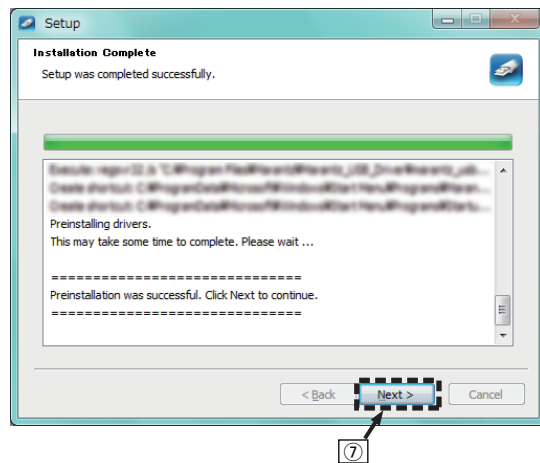 Setup
Installation Complete
Setup was completed successfully.
Preinstalling drivers.
This may take some time to complete. Please wait ...
==============================
Preinstallation was successful. Click Next to continue.
==============================
< Back
Next >
Cancel
⑦